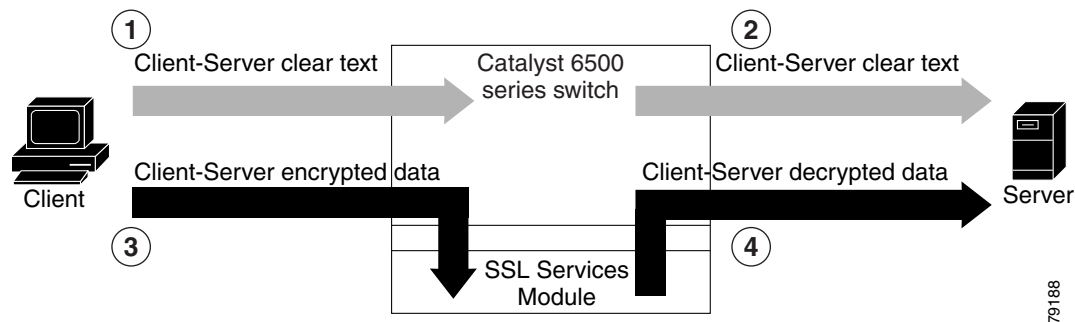 1
2
Client-Server clear text
Catalyst 6500
series switch
Client-Server clear text
Client-Server encrypted data
Client-Server decrypted data
Client
Server
3
4
SSL Services
Module
79188